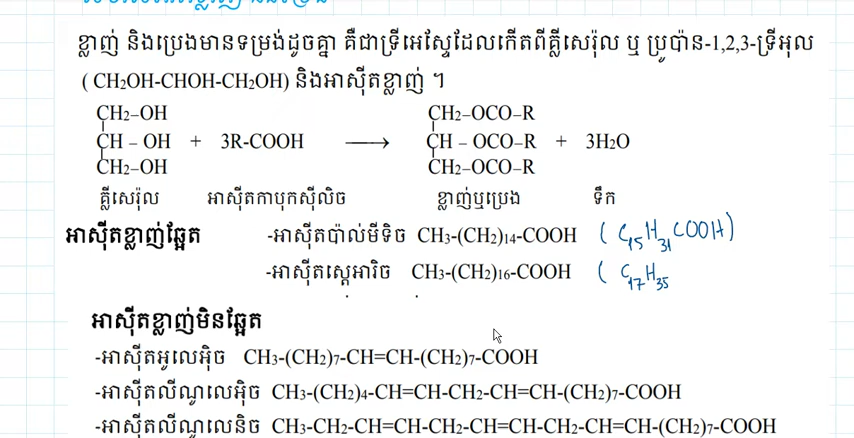 ខ្លាញ់ និងប្រេងមានទម្រង់ដូចគ្នា គឺជាទ្រីអេស្ទែដែលកើតពីគ្លីសេរ៉ុល ឬ ប្រូប៉ាន-1,2,3-ទ្រីអុល
( CH2OH-CHOH-CH2OH) និងអាស៊ីតខ្លាញ់ ។
CH2–OH CH2–OCO–R
CH – OH + 3R-COOH ⟶ CH – OCO–R + 3H2O
CH2–OH CH2–OCO–R
គ្លីសេរ៉ុល អាស៊ីតកាបុកស៊ីលិច ខ្លាញ់ឬប្រេង ទឹក
អាស៊ីតខ្លាញ់ឆ្អែត -អាស៊ីតប៉ាល់មីទិច CH3-(CH2)14-COOH ( C15H31COOH)
-អាស៊ីតស្តេអារិច CH3-(CH2)16-COOH ( C17H35
អាស៊ីតខ្លាញ់មិនឆ្អែត
-អាស៊ីតអូលេអ៊ិច CH3-(CH2)7-CH=CH-(CH2)7-COOH
-អាស៊ីតលីណូលេអ៊ិច CH3-(CH2)4-CH=CH-CH2-CH=CH-(CH2)7-COOH
-អាស៊ីតលីណូលេនិច CH3-CH2-CH=CH-CH2-CH=CH-CH2-CH=CH-(CH2)7-COOH